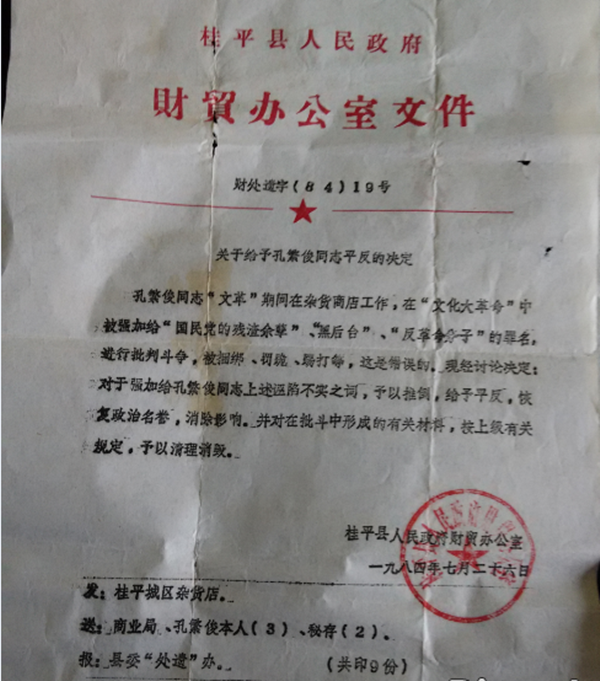 桂平县人民政府
財貿办公室文件
财处遗字(84)19号
关于给予孔繁俊同志平反的决定
孔繁俊同志“文革”期间在杂货商店工作，在“文化大革命”中
被强加给“国民党的残渣余孽”、“黑后台”、“反革命分子”的罪名，
进行批判斗争，被捆绑、罚跪、踢打等，这是错误的。现经讨论决定：
对于强加给孔繁俊同志上述诬陷不实之词，予以推倒，给予平反，恢
复政治名誉，消除影响。并对在批斗中形成的有关材料，按上级有关
规定，予以清理消毁。
桂平县人民政府财贸办公室
一九八四年七月二十六日
发：桂平城区杂货店。
送：商业局、孔繁俊本人(3)、秘存(2)。
报：县委“处遗”办。 (共印9份)